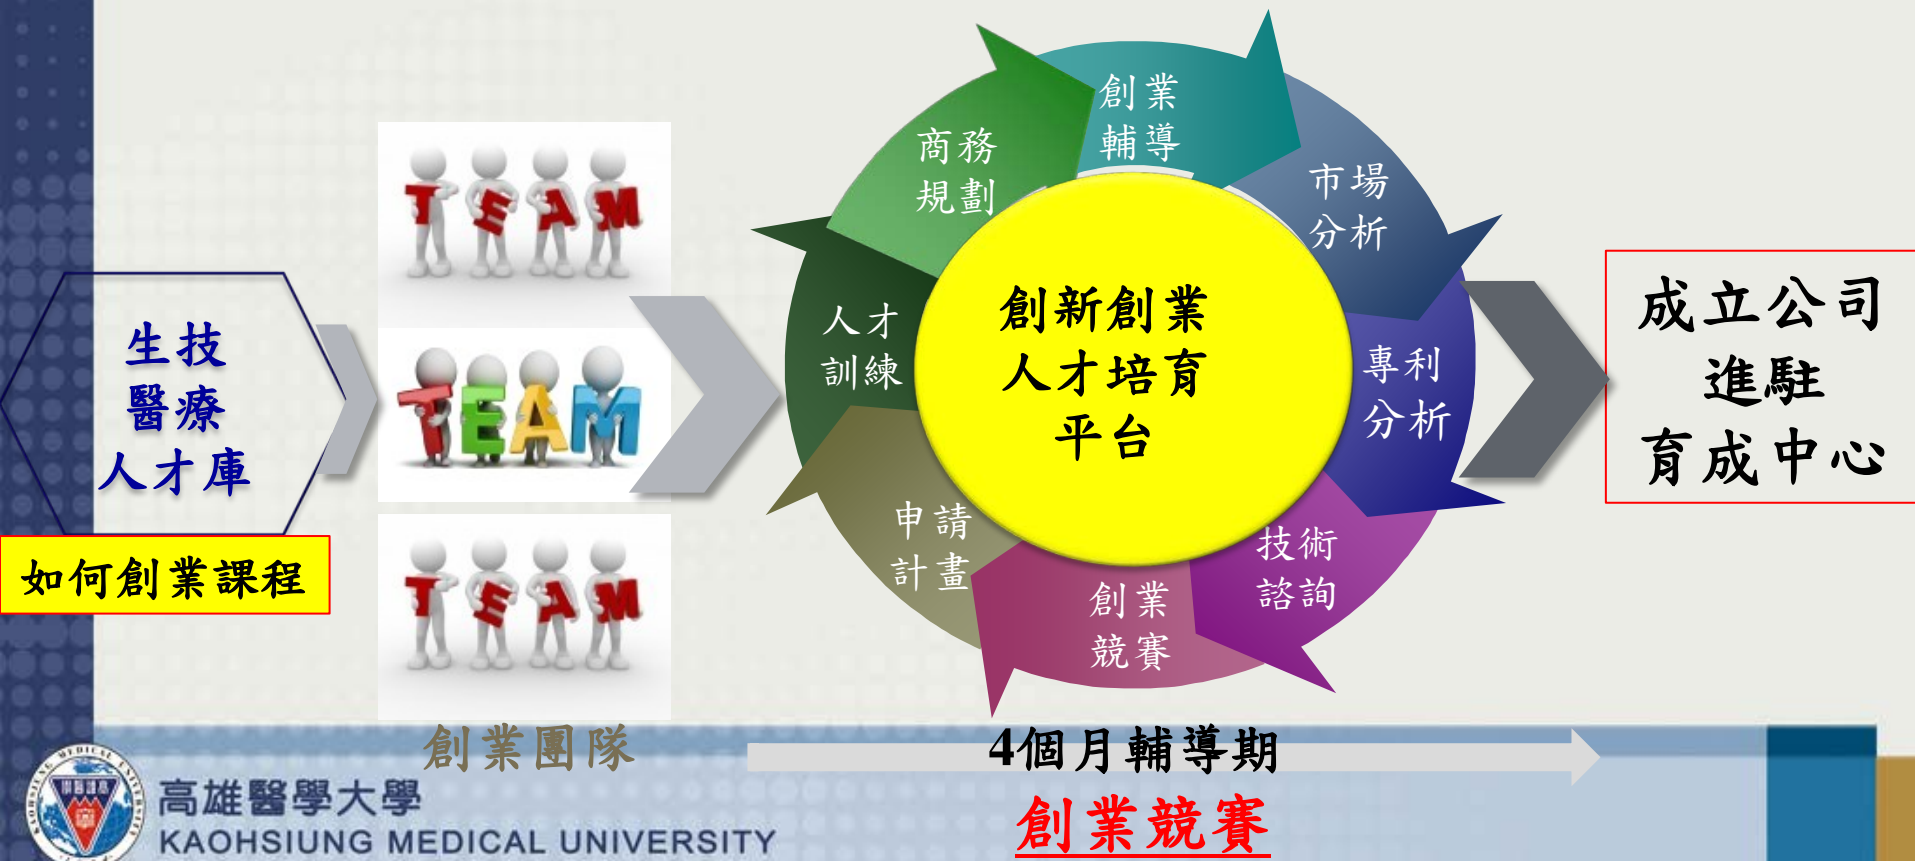 生技
醫療
人才庫
如何創業課程
TEAM
TEAM
TEAM
創業團隊
創業
輔導
市場
分析
專利
分析
技術
諮詢
創業
競賽
申請
計畫
人才
訓練
商務
規劃
創新創業
人才培育
平台
成立公司
進駐
育成中心
4個月輔導期
創業競賽
高雄醫學大學
KAOHSIUNG MEDICAL UNIVERSITY